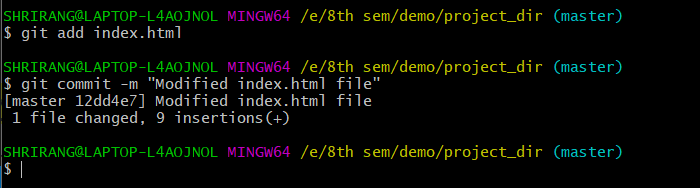 SHRIRANG@LAPTOP-L4AOJNOL MINGW64 /e/8th sem/demo/project_dir (master)
$ git add index.html
SHRIRANG@LAPTOP-L4AOJNOL MINGW64 /e/8th sem/demo/project_dir (master)
$ git commit -m "Modified index.html file"
[master 12dd4e7] Modified index.html file
 1 file changed, 9 insertions(+)
SHRIRANG@LAPTOP-L4AOJNOL MINGW64 /e/8th sem/demo/project_dir (master)
$